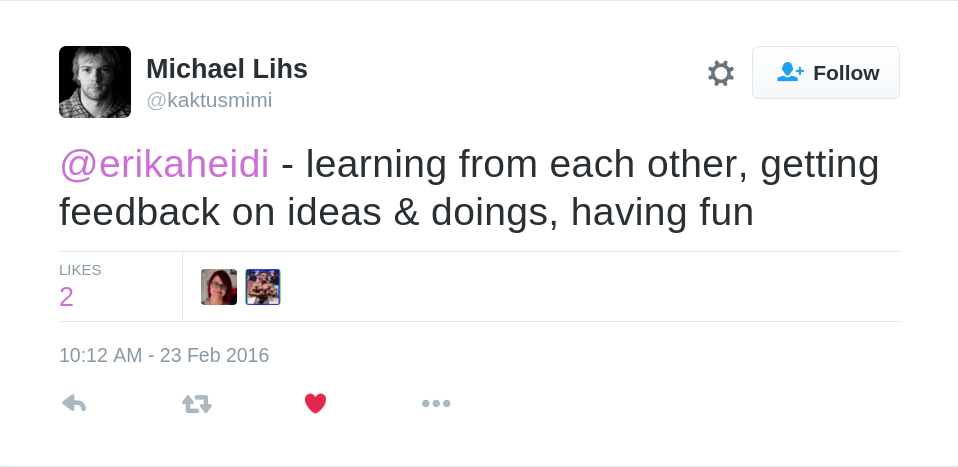 Michael Lihs
@kaktusmimi
Follow
@erikaheidi - learning from each other, getting
feedback on ideas & doings, having fun
LIKES
2
10:12 AM - 23 Feb 2016